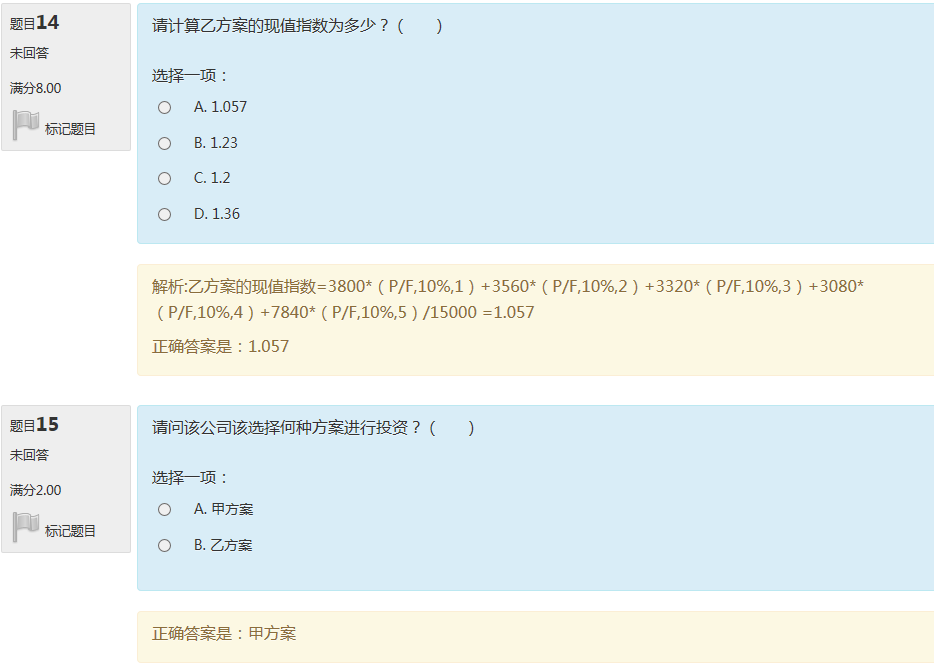 题目14
未回答
满分8.00
标记题目
请计算乙方案的现值指数为多少？（　　）
选择一项：
A. 1.057
B. 1.23
C. 1.2
D. 1.36
解析:乙方案的现值指数=3800*（P/F,10%,1）+3560*（P/F,10%,2）+3320*（P/F,10%,3）+3080*
（P/F,10%,4）+7840*（P/F,10%,5）/15000 =1.057
正确答案是：1.057
题目15
未回答
满分2.00
标记题目
请问该公司该选择何种方案进行投资？（　　）
选择一项：
A. 甲方案
B. 乙方案
正确答案是：甲方案